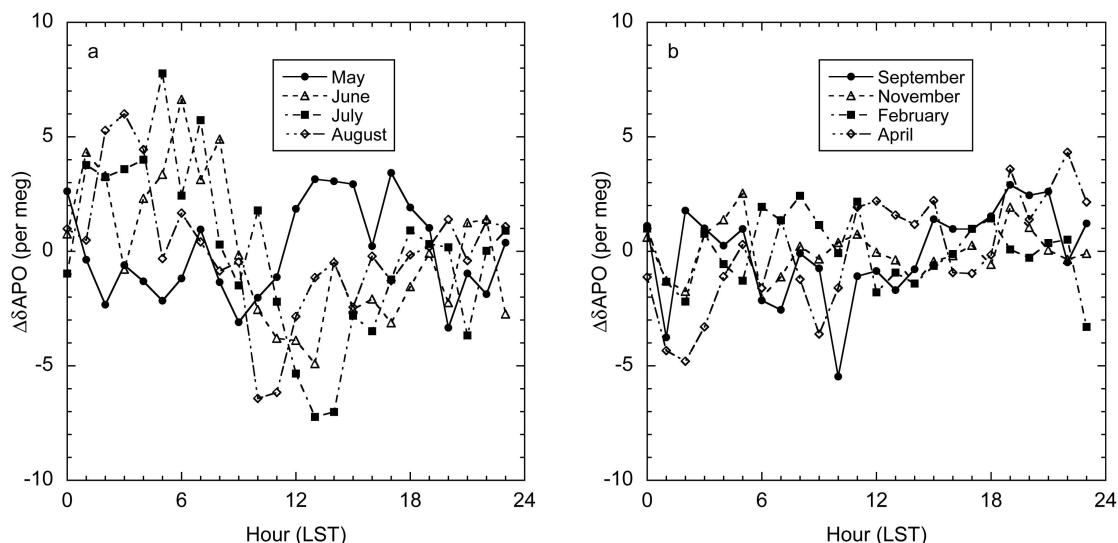 a
May
June
July
August
10
5
0
-5
-10
ΔδAPO (per meg)
0
6
12
18
24
Hour (LST)
b
September
November
February
April
10
5
0
-5
-10
ΔδAPO (per meg)
0
6
12
18
24
Hour (LST)